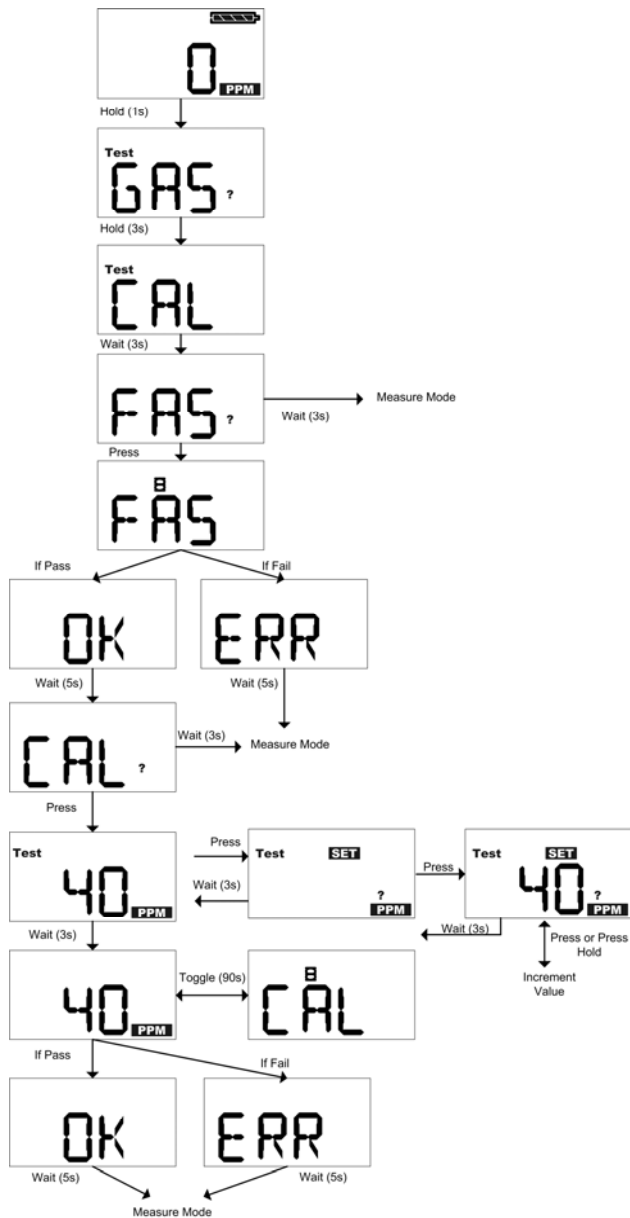 0
PPM
Hold (1s)
Test
GAS ?
Hold (3s)
Test
CAL
Wait (3s)
FAS ?
Wait (3s)
Measure Mode
Press
FAS
If Pass
If Fail
OK
ERR
Wait (5s)
Wait (5s)
CAL ?
Wait (3s)
Measure Mode
Press
Test
40
PPM
Press
Wait (3s)
Test SET
?
PPM
Press
Test SET
40 ?
PPM
Wait (3s)
Wait (3s)
Press or Press
Hold
Increment
Value
40
PPM
Toggle (90s)
CAL
If Pass
If Fail
OK
ERR
Wait (5s)
Wait (5s)
Measure Mode